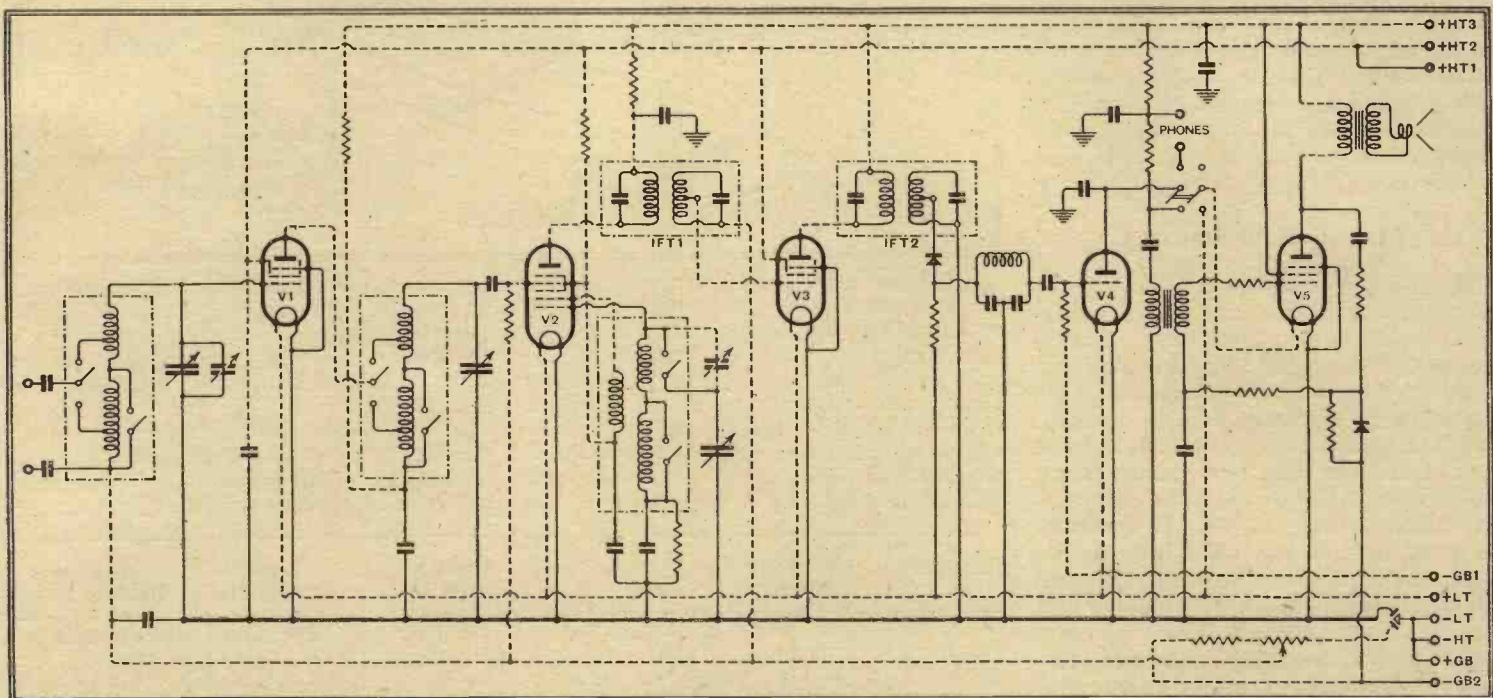 +HT3
+HT2
+HT1
PHONES
IFT1
IFT2
V1
V2
V3
V4
V5
-GB1
+LT
-LT
-HT
+GB
-GB2